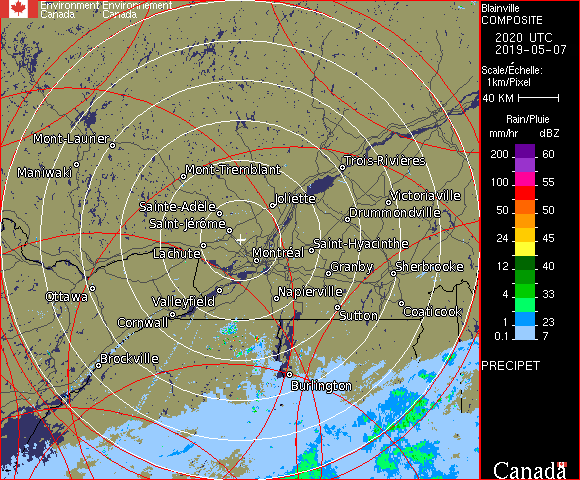 Environment Environnement
Canada Canada
Blainville
COMPOSITE
2020 UTC
2019-05-07
Scale/Échelle:
1km/Pixel
40 KM
Rain/Pluie
mm/hr dBZ
200 60
100 55
50 50
24 45
12 40
4 33
1 23
0.1 7
PRECIPET
Canada
Mont-Laurier
Maniwaki
Mont-Tremblant
Trois-Rivières
Sainte-Adèle
Joliette
Victoriaville
Saint-Jérôme
Drummondville
Lachute
Montréal
Saint-Hyacinthe
Granby
Sherbrooke
Ottawa
Valleyfield
Napierville
Cornwall
Sutton
Coaticook
Brockville
Burlington